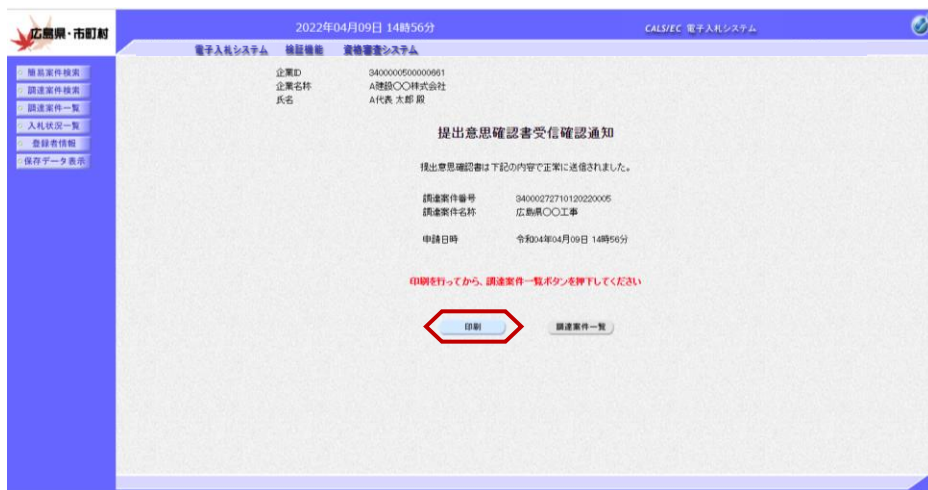 広島県・市町村
2022年04月09日 14時56分
CALS/EC 電子入札システム
電子入札システム 検証機能 資格審査システム
簡易案件検索
調達案件検索
調達案件一覧
入札状況一覧
登録者情報
保存データ表示
企業ID 3400000500000661
企業名称 A建設〇〇株式会社
氏名 A代表 太郎 殿
提出意思確認書受信確認通知
提出意思確認書は下記の内容で正常に送信されました。
調達案件番号 34000272710120220005
調達案件名称 広島県〇〇工事
申請日時 令和04年04月09日 14時56分
印刷を行ってから、調達案件一覧ボタンを押下してください
印刷 調達案件一覧